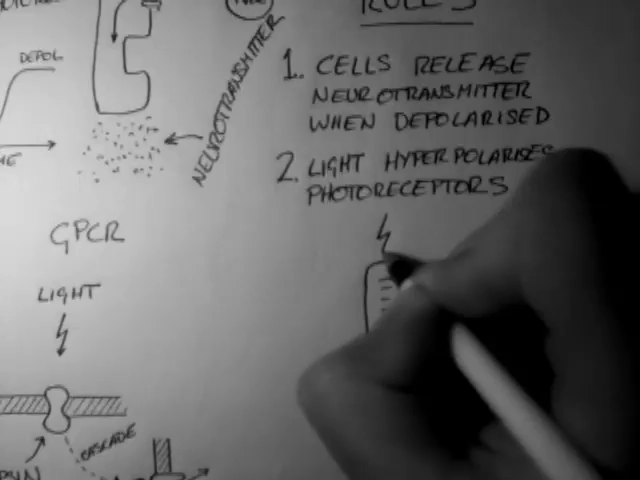 RULES
DEPOL
NEUROTRANSMITTER
1. CELLS RELEASE
NEUROTRANSMITTER
WHEN DEPOLARISED
2. LIGHT HYPERPOLARISES
PHOTORECEPTORS
GPCR
LIGHT
CASCADE